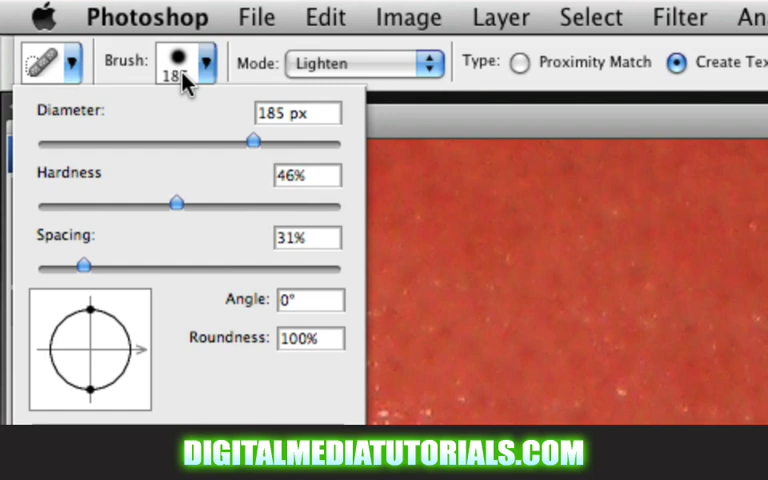 Photoshop File Edit Image Layer Select Filter
Brush: Mode: Lighten Type: Proximity Match Create
Diameter: 185 px
Hardness 46%
Spacing: 31%
Angle: 0°
Roundness: 100%
DIGITALMEDIATUTORIALS.COM